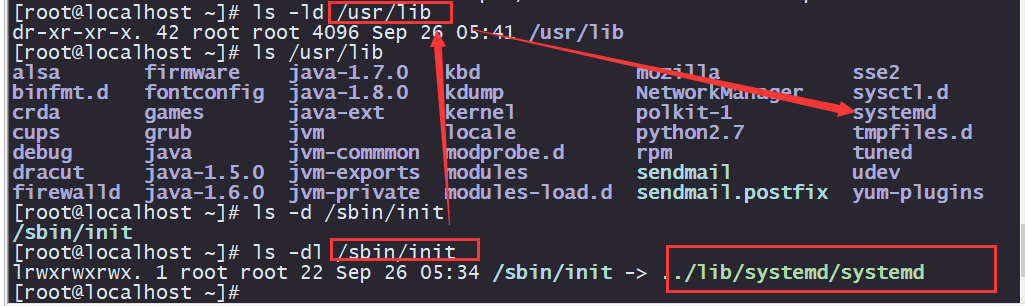 [root@localhost ~]# ls -ld /usr/lib
dr-xr-xr-x. 42 root root 4096 Sep 26 05:41 /usr/lib
[root@localhost ~]# ls /usr/lib
alsa firmware java-1.7.0 kbd mozilla sse2
binfmt.d fontconfig java-1.8.0 kdump NetworkManager sysctl.d
crda games java-ext kernel polkit-1 systemd
cups grub jvm locale python2.7 tmpfiles.d
debug java jvm-commmon modprobe.d rpm tuned
dracut java-1.5.0 jvm-exports modules sendmail udev
firewalld java-1.6.0 jvm-private modules-load.d sendmail.postfix yum-plugins
[root@localhost ~]# ls -d /sbin/init
/sbin/init
[root@localhost ~]# ls -dl /sbin/init
lrwxrwxrwx. 1 root root 22 Sep 26 05:34 /sbin/init -> ../lib/systemd/systemd
[root@localhost ~]#